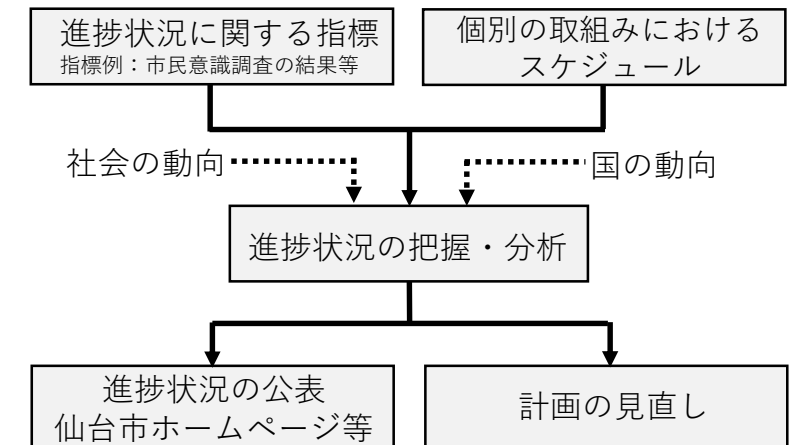 進捗状況に関する指標
指標例：市民意識調査の結果等
個別の取組みにおける
スケジュール
社会の動向
国の動向
進捗状況の把握・分析
進捗状況の公表
仙台市ホームページ等
計画の見直し